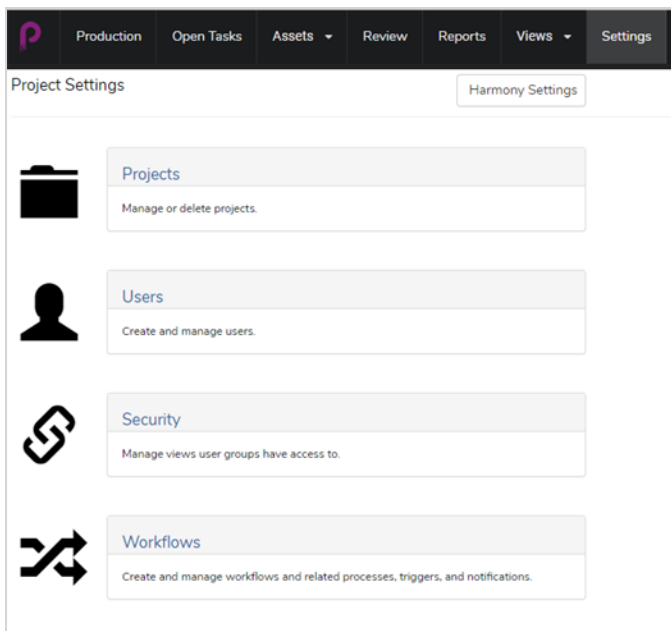 Production Open Tasks Assets Review Reports Views Settings
Project Settings Harmony Settings
Projects
Manage or delete projects.
Users
Create and manage users.
Security
Manage views user groups have access to.
Workflows
Create and manage workflows and related processes, triggers, and notifications.